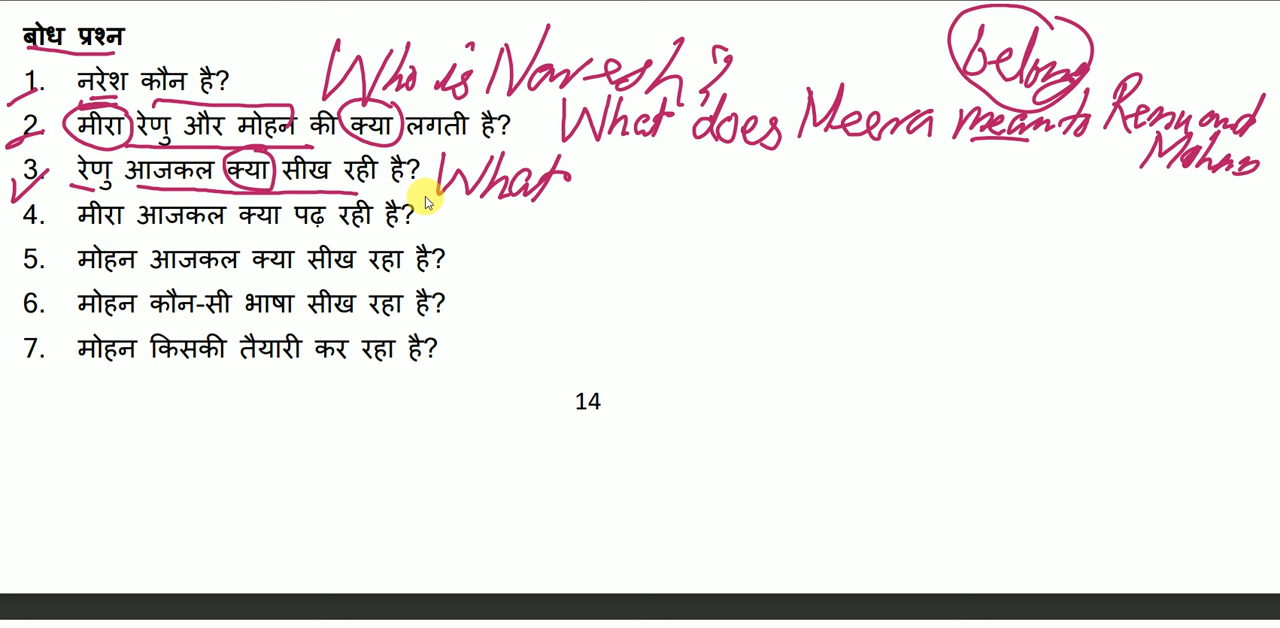 बोध प्रश्न
belong
1. नरेश कौन है? Who is Naresh?
2. मीरा रेणु और मोहन की क्या लगती है? What does Meera mean to Renu and Mohan
3. रेणु आजकल क्या सीख रही है? What
4. मीरा आजकल क्या पढ़ रही है?
5. मोहन आजकल क्या सीख रहा है?
6. मोहन कौन-सी भाषा सीख रहा है?
7. मोहन किसकी तैयारी कर रहा है?
14